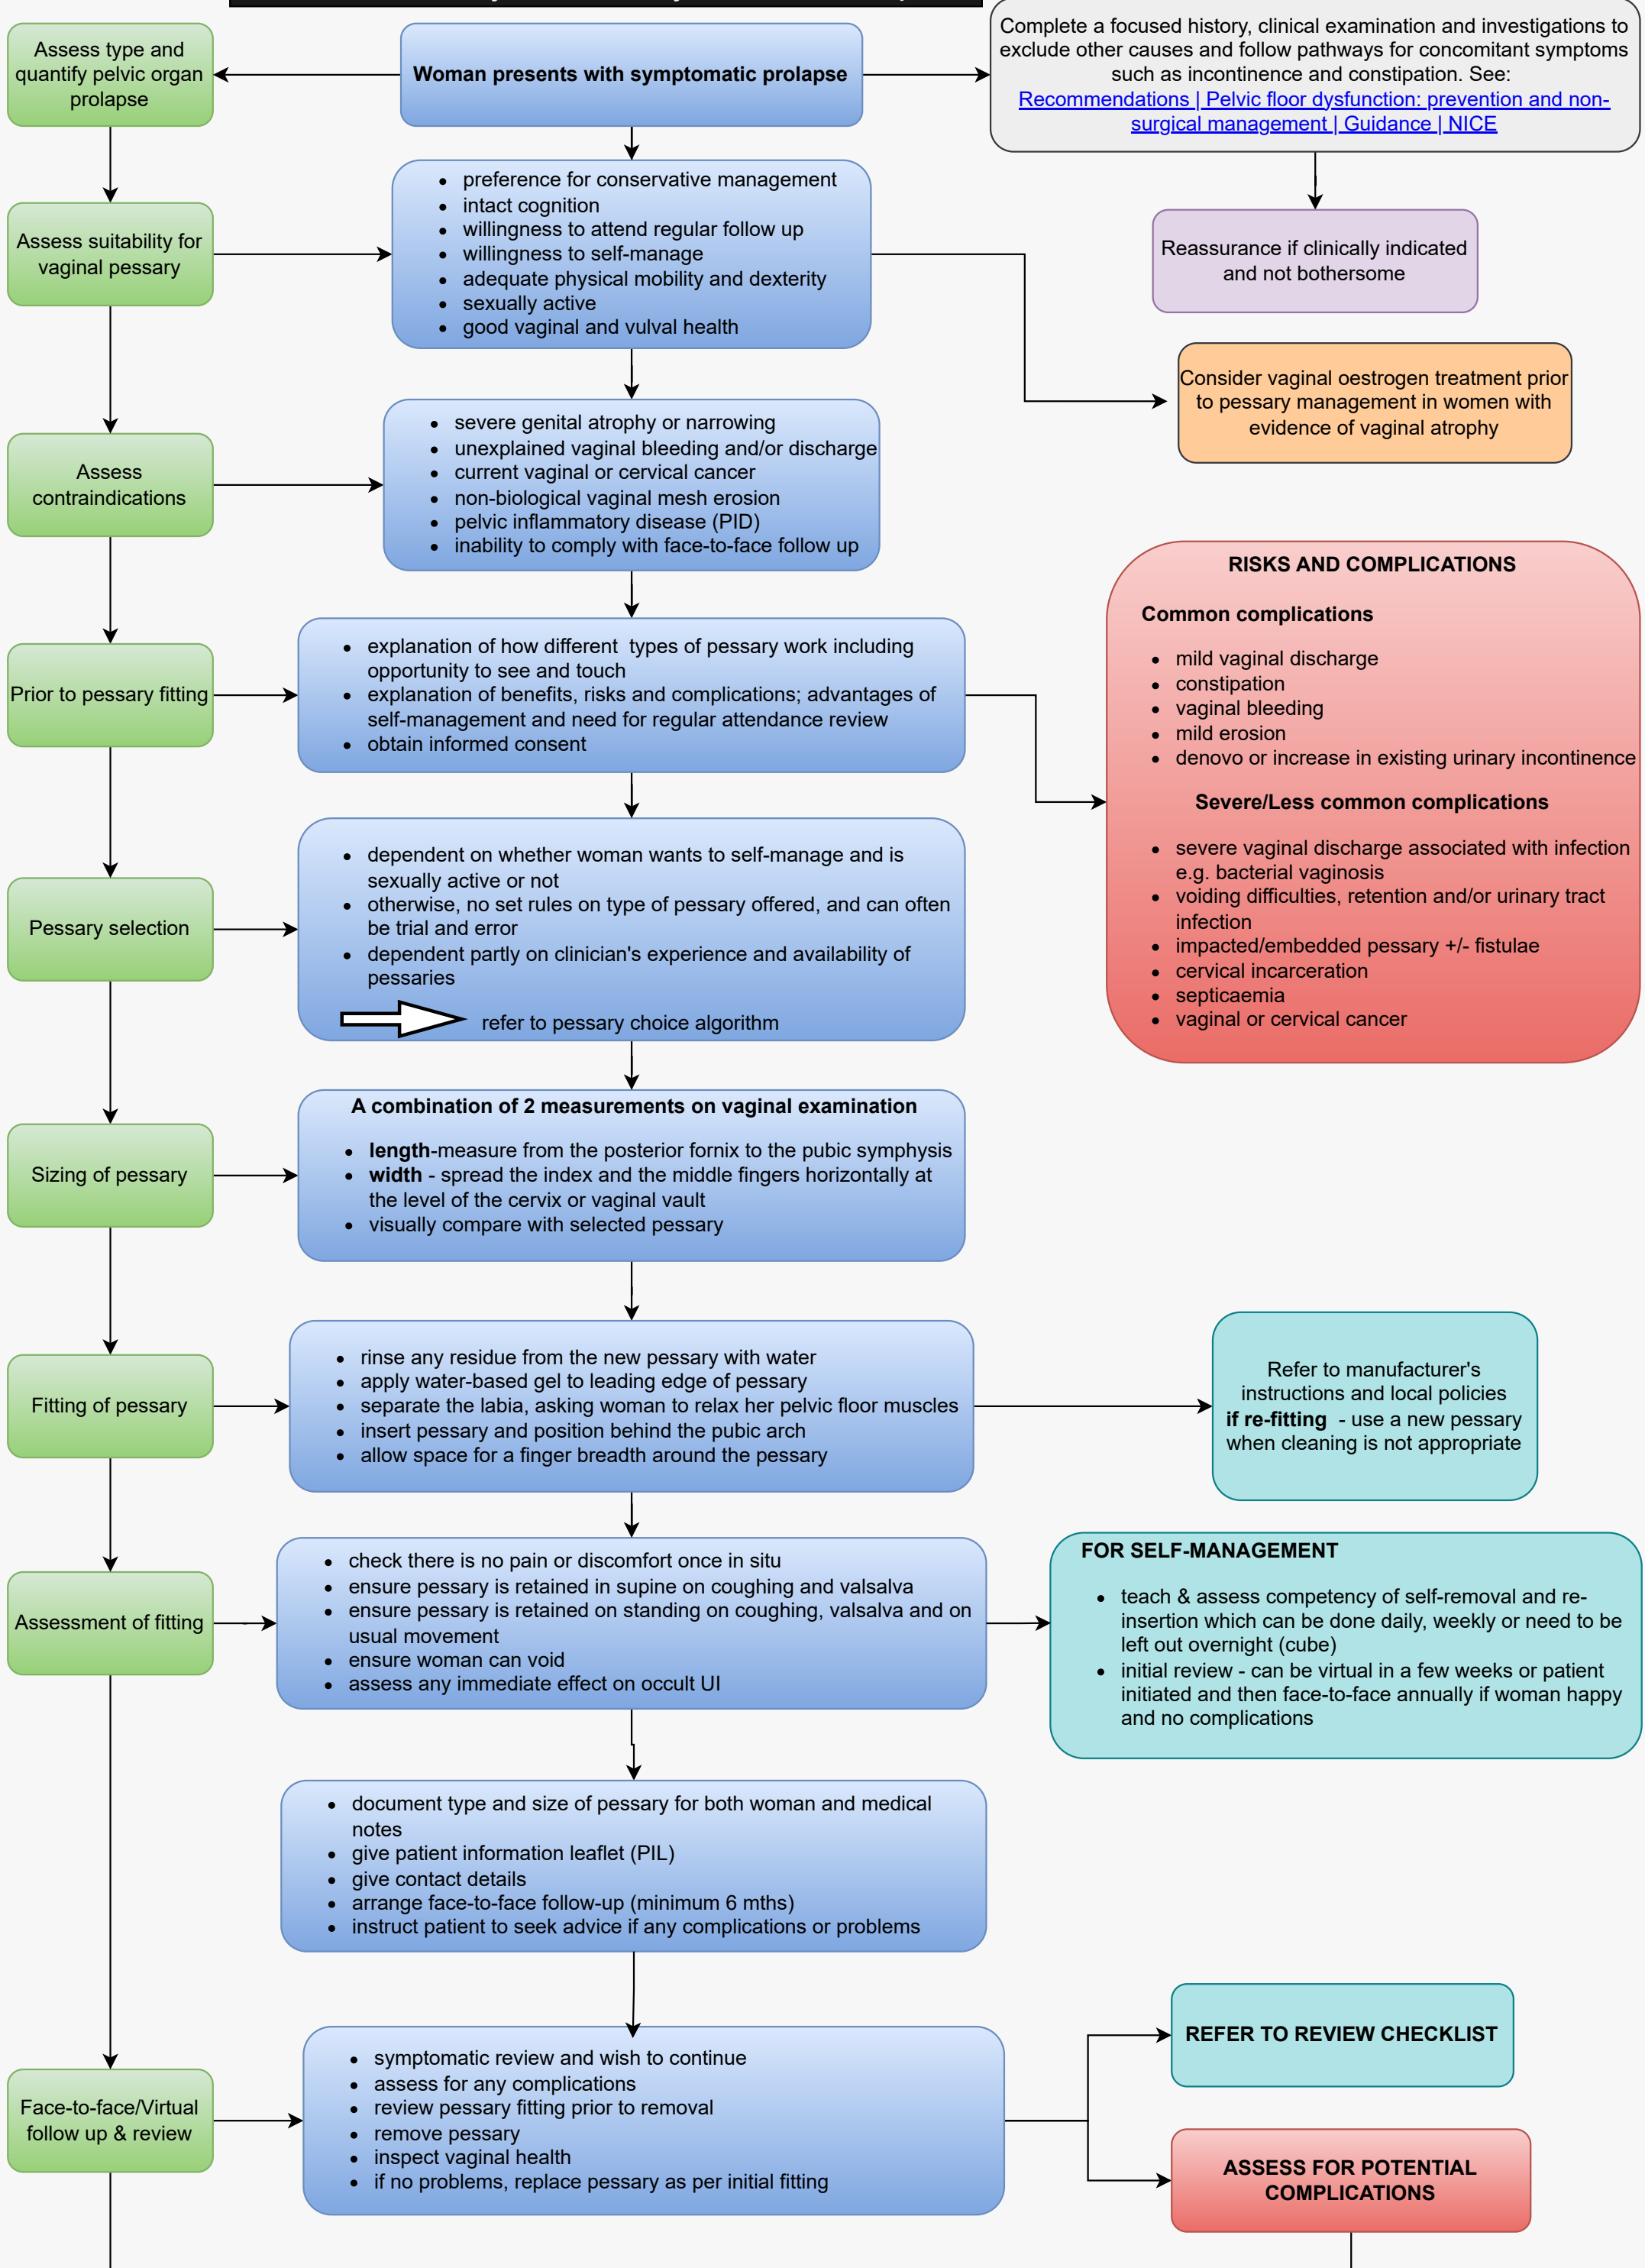 Assess type and
quantify pelvic organ
prolapse
Woman presents with symptomatic prolapse
Complete a focused history, clinical examination and investigations to
exclude other causes and follow pathways for concomitant symptoms
such as incontinence and constipation. See:
Recommendations | Pelvic floor dysfunction: prevention and non-
surgical management | Guidance | NICE
Reassurance if clinically indicated
and not bothersome
Assess suitability for
vaginal pessary
• preference for conservative management
• intact cognition
• willingness to attend regular follow up
• willingness to self-manage
• adequate physical mobility and dexterity
• sexually active
• good vaginal and vulval health
Consider vaginal oestrogen treatment prior
to pessary management in women with
evidence of vaginal atrophy
Assess
contraindications
• severe genital atrophy or narrowing
• unexplained vaginal bleeding and/or discharge
• current vaginal or cervical cancer
• non-biological vaginal mesh erosion
• pelvic inflammatory disease (PID)
• inability to comply with face-to-face follow up
Prior to pessary fitting
• explanation of how different types of pessary work including
opportunity to see and touch
• explanation of benefits, risks and complications; advantages of
self-management and need for regular attendance review
• obtain informed consent
RISKS AND COMPLICATIONS
Common complications
• mild vaginal discharge
• constipation
• vaginal bleeding
• mild erosion
• denovo or increase in existing urinary incontinence
Severe/Less common complications
• severe vaginal discharge associated with infection
e.g. bacterial vaginosis
• voiding difficulties, retention and/or urinary tract
infection
• impacted/embedded pessary +/- fistulae
• cervical incarceration
• septicaemia
• vaginal or cervical cancer
Pessary selection
• dependent on whether woman wants to self-manage and is
sexually active or not
• otherwise, no set rules on type of pessary offered, and can often
be trial and error
• dependent partly on clinician's experience and availability of
pessaries
refer to pessary choice algorithm
Sizing of pessary
A combination of 2 measurements on vaginal examination
• length-measure from the posterior fornix to the pubic symphysis
• width - spread the index and the middle fingers horizontally at
the level of the cervix or vaginal vault
• visually compare with selected pessary
Fitting of pessary
• rinse any residue from the new pessary with water
• apply water-based gel to leading edge of pessary
• separate the labia, asking woman to relax her pelvic floor muscles
• insert pessary and position behind the pubic arch
• allow space for a finger breadth around the pessary
Refer to manufacturer's
instructions and local policies
if re-fitting - use a new pessary
when cleaning is not appropriate
Assessment of fitting
• check there is no pain or discomfort once in situ
• ensure pessary is retained in supine on coughing and valsalva
• ensure pessary is retained on standing on coughing, valsalva and on
usual movement
• ensure woman can void
• assess any immediate effect on occult UI
FOR SELF-MANAGEMENT
• teach & assess competency of self-removal and re-
insertion which can be done daily, weekly or need to be
left out overnight (cube)
• initial review - can be virtual in a few weeks or patient
initiated and then face-to-face annually if woman happy
and no complications
• document type and size of pessary for both woman and medical
notes
• give patient information leaflet (PIL)
• give contact details
• arrange face-to-face follow-up (minimum 6 mths)
• instruct patient to seek advice if any complications or problems
Face-to-face/Virtual
follow up & review
• symptomatic review and wish to continue
• assess for any complications
• review pessary fitting prior to removal
• remove pessary
• inspect vaginal health
• if no problems, replace pessary as per initial fitting
REFER TO REVIEW CHECKLIST
ASSESS FOR POTENTIAL
COMPLICATIONS